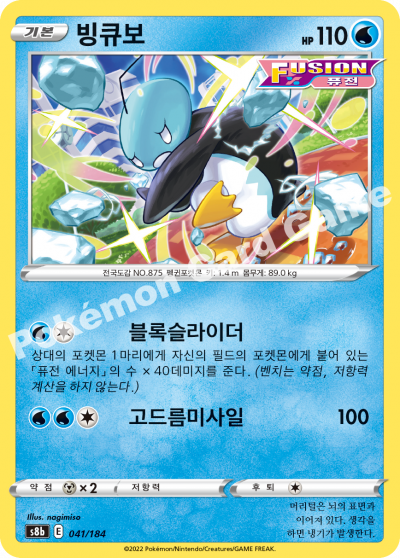 기본 빙큐보 HP 110
FUSION
퓨전
전국도감 NO.875 펭귄포켓몬 키: 1.4 m 몸무게: 89.0 kg
Pokémon Card Game
블록슬라이더
상대의 포켓몬 1마리에게 자신의 필드의 포켓몬에게 붙어 있는
「퓨전 에너지」의 수 ×40데미지를 준다. (벤치는 약점, 저항력
계산을 하지 않는다.)
고드름미사일 100
약점 ×2 저항력 후퇴
Illus. nagimiso
s8b E 041/184
머리털은 뇌의 표면과
이어져 있다. 생각을
하면 냉기가 발생한다.
©2022 Pokémon/Nintendo/Creatures/GAME FREAK.